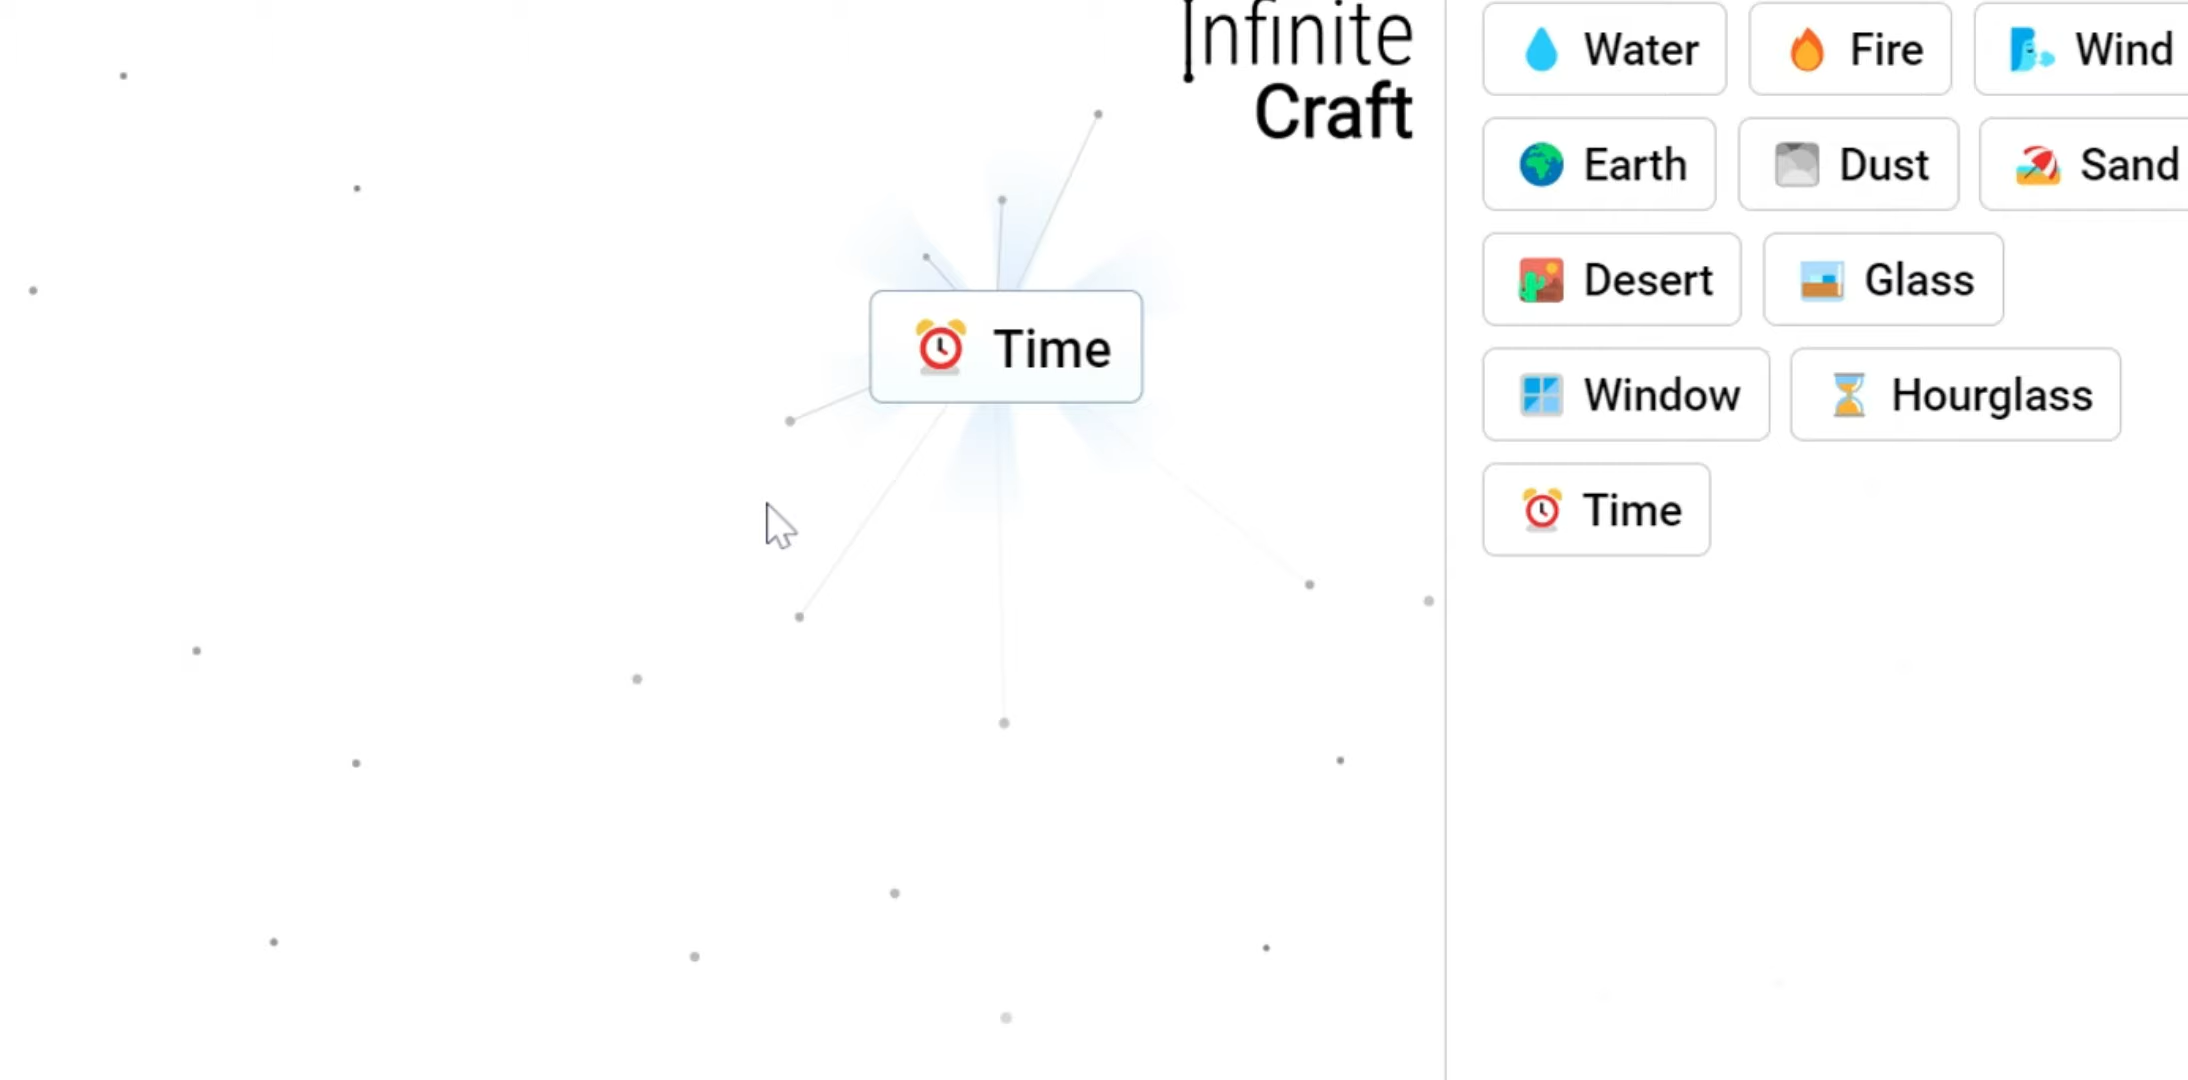 Infinite
Craft
Time
Water Fire Wind
Earth Dust Sand
Desert Glass
Window Hourglass
Time